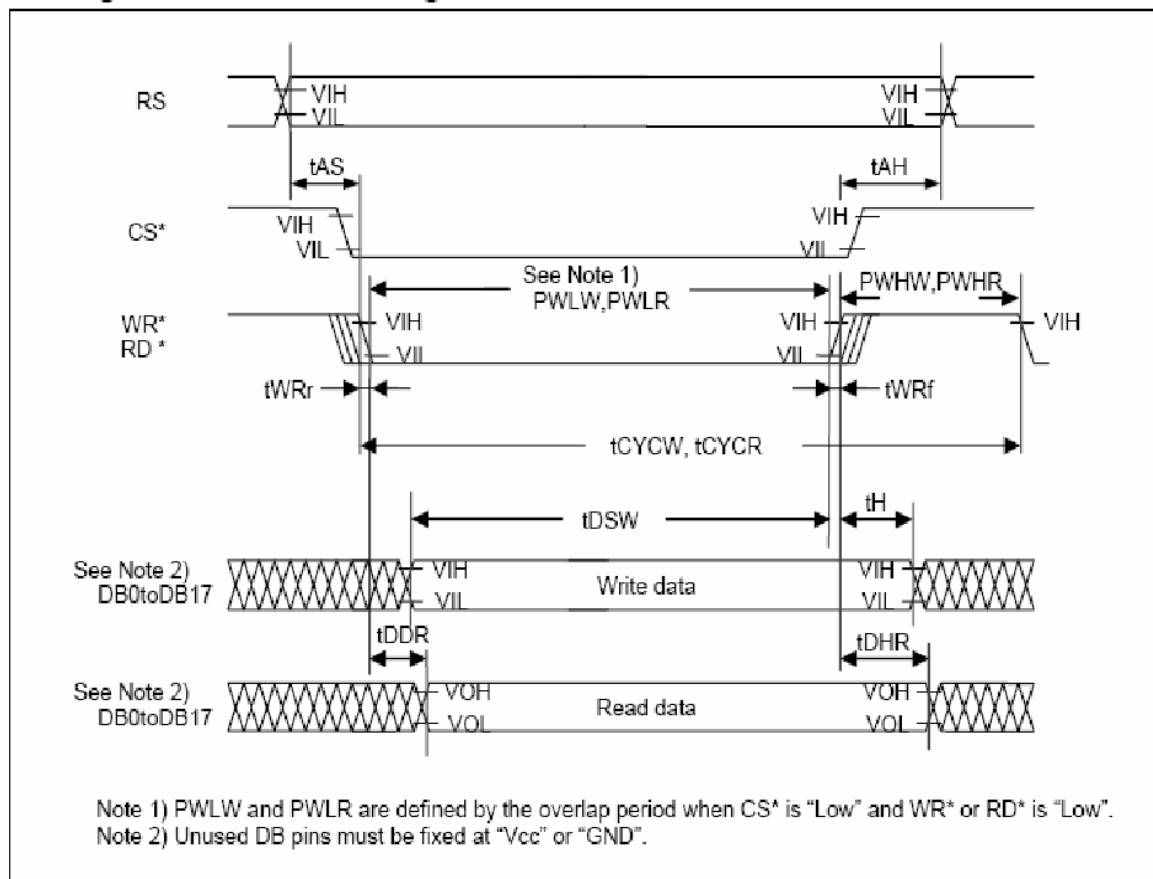 RS
VIH
VIL
VIH
VIL
tAS
tAH
CS*
VIH
VIL
VIH
VIL
See Note 1)
PWLW,PWLR
PWHW,PWHR
WR*
RD *
VIH
VIL
VIH
VIL
VIH
tWRr
tWRf
tCYCW, tCYCR
tDSW
tH
See Note 2)
DB0toDB17
VIH
VIL
Write data
VIH
VIL
tDDR
tDHR
See Note 2)
DB0toDB17
VOH
VOL
Read data
VOH
VOL
Note 1) PWLW and PWLR are defined by the overlap period when CS* is “Low” and WR* or RD* is “Low”.
Note 2) Unused DB pins must be fixed at “Vcc” or “GND”.